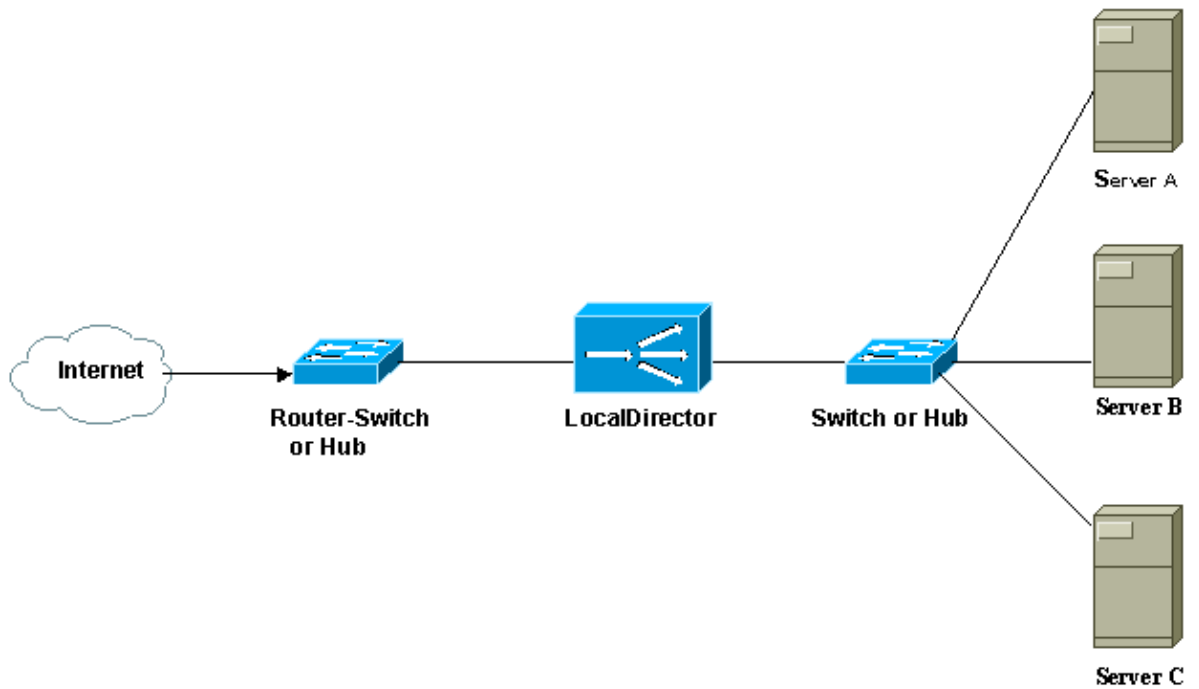 Server A
Internet
Router-Switch
or Hub
LocalDirector
Switch or Hub
Server B
Server C